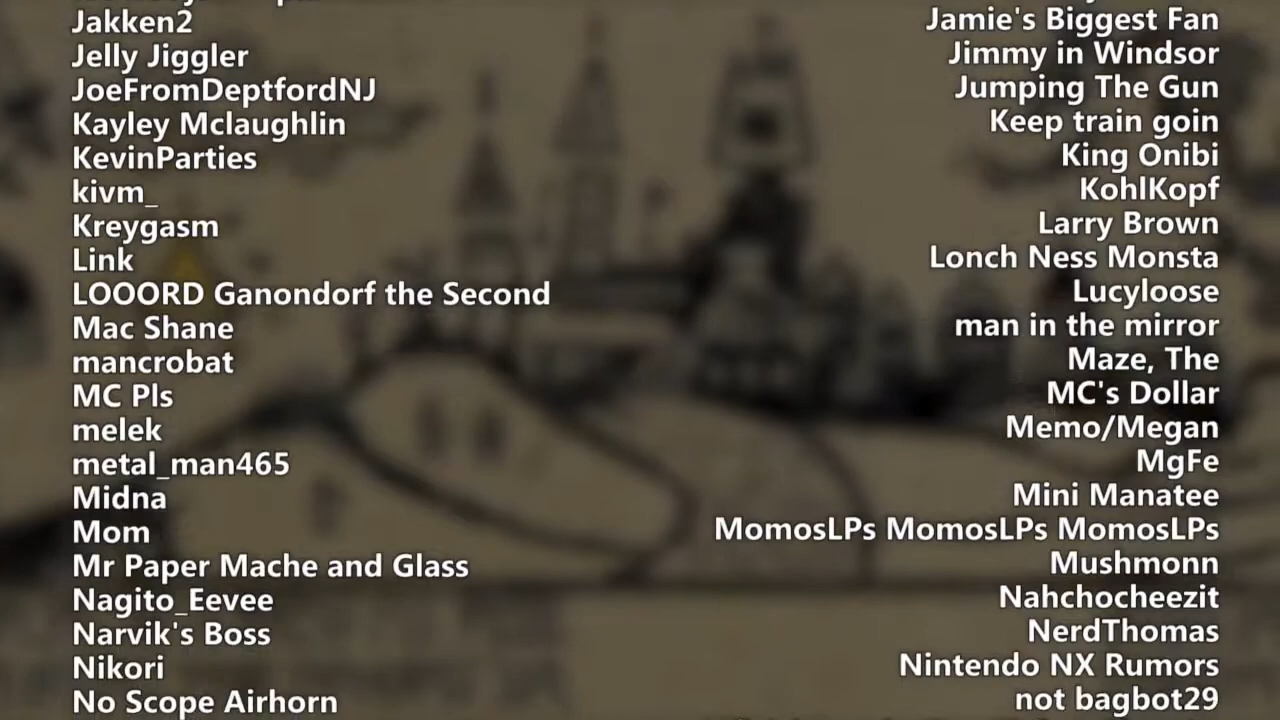 Jakken2
Jamie's Biggest Fan
Jelly Jiggler
Jimmy in Windsor
JoeFromDeptfordNJ
Jumping The Gun
Kayley Mclaughlin
Keep train goin
KevinParties
King Onibi
kivm_
KohlKopf
Kreygasm
Larry Brown
Link
Lonch Ness Monsta
LOOORD Ganondorf the Second
Lucyloose
Mac Shane
man in the mirror
mancrobat
Maze, The
MC Pls
MC's Dollar
melek
Memo/Megan
metal_man465
MgFe
Midna
Mini Manatee
Mom
MomosLPs MomosLPs MomosLPs
Mr Paper Mache and Glass
Mushmonn
Nagito_Eevee
Nahchocheezit
Narvik's Boss
NerdThomas
Nikori
Nintendo NX Rumors
No Scope Airhorn
not bagbot29